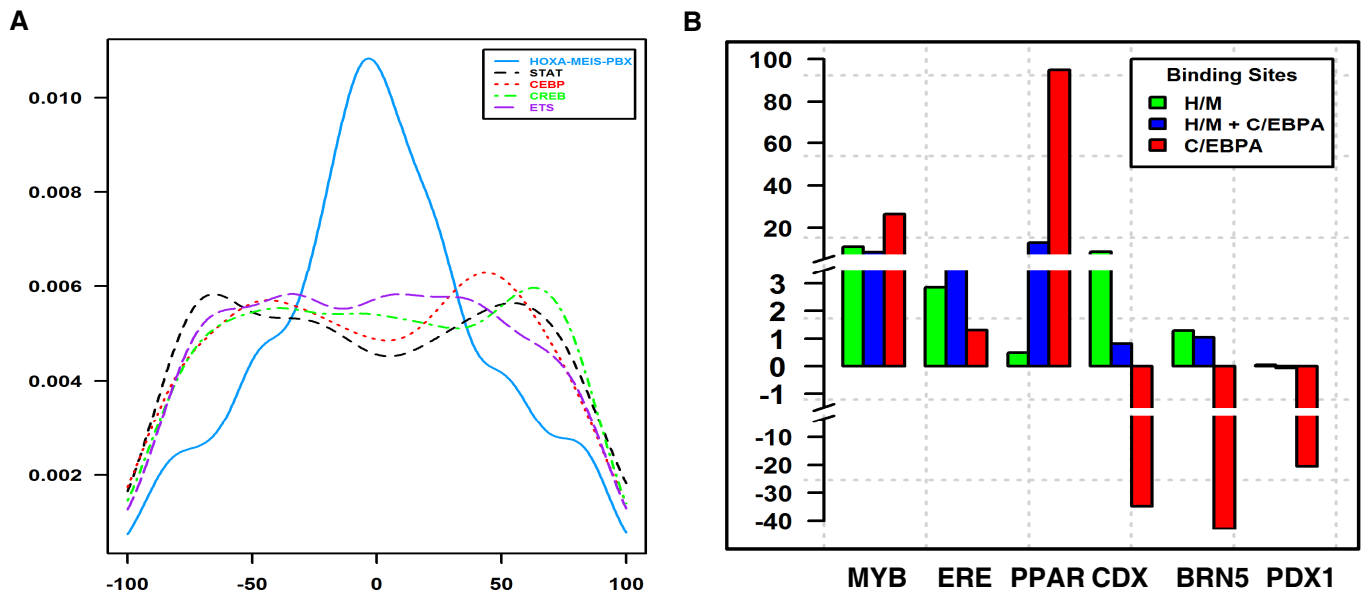 A
HOXA-MEIS-PBX
STAT
CEBP
CREB
ETS
0.010
0.008
0.006
0.004
0.002
-100 -50 0 50 100
B
Binding Sites
H/M
H/M + C/EBPA
C/EBPA
100
80
60
40
20
3
2
1
0
-1
-10
-20
-30
-40
MYB ERE PPAR CDX BRN5 PDX1